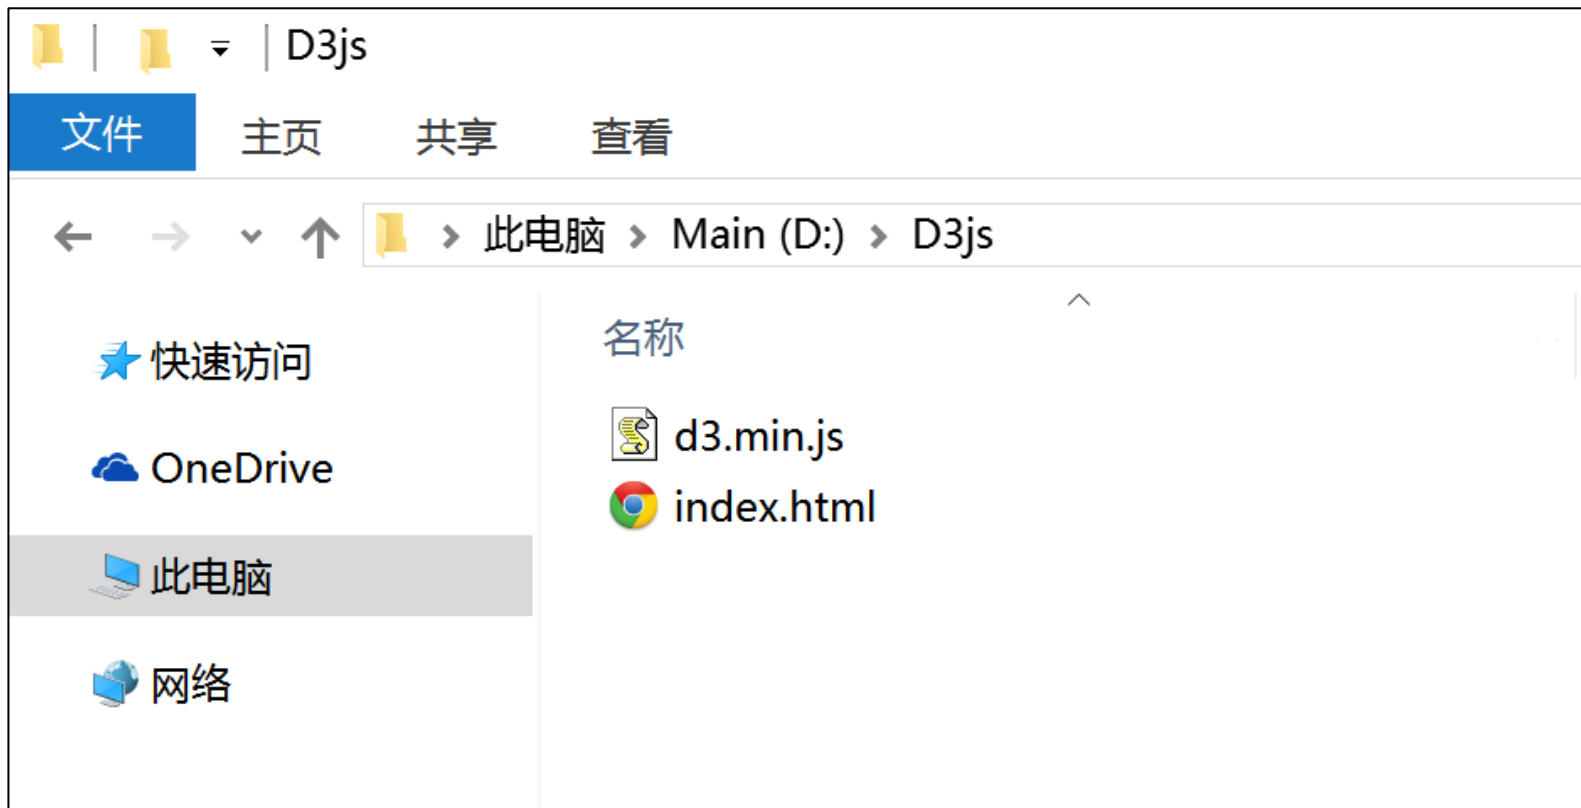 D3js
文件 主页 共享 查看
此电脑 Main (D:) D3js
名称
快速访问
d3.min.js
OneDrive
index.html
此电脑
网络